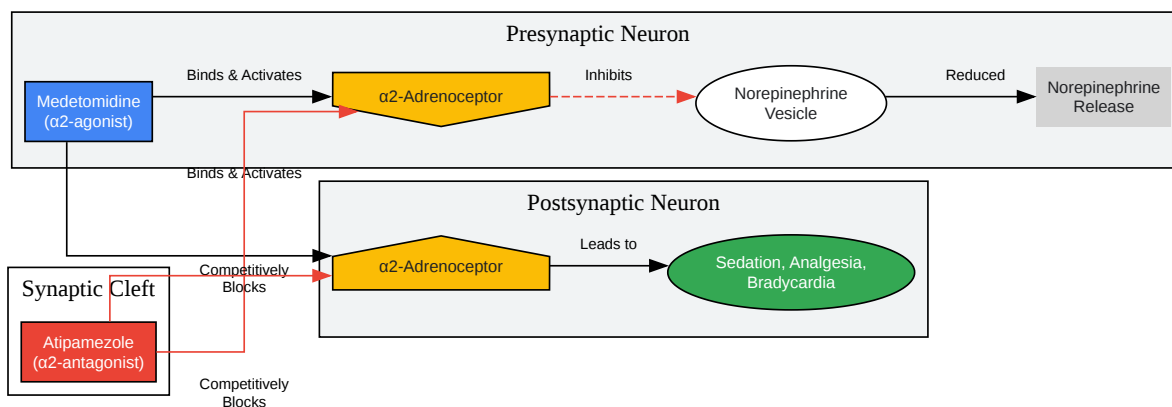 Presynaptic Neuron
Binds & Activates
Inhibits
Reduced
Medetomidine
(α2-agonist)
α2-Adrenoceptor
Norepinephrine
Vesicle
Norepinephrine
Release
Binds & Activates
Postsynaptic Neuron
Leads to
α2-Adrenoceptor
Sedation, Analgesia,
Bradycardia
Competitively
Blocks
Synaptic Cleft
Atipamezole
(α2-antagonist)
Competitively
Blocks